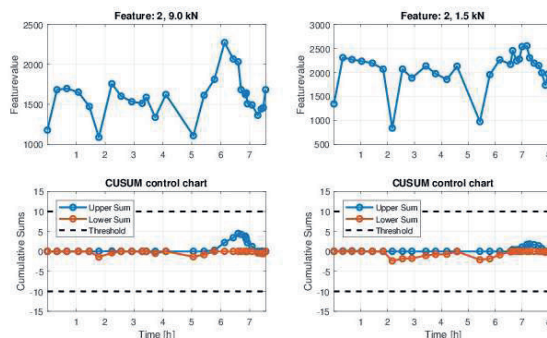 Feature: 2, 9.0 kN
Featurevalue
2500
2000
1500
1000
1 2 3 4 5 6 7
Feature: 2, 1.5 kN
Featurevalue
3000
2500
2000
1500
1000
500
1 2 3 4 5 6 7 8
CUSUM control chart
Cumulative Sums
15
10
5
0
-5
-10
-15
Upper Sum
Lower Sum
Threshold
1 2 3 4 5 6 7
Time [h]
CUSUM control chart
Cumulative Sums
15
10
5
0
-5
-10
-15
Upper Sum
Lower Sum
Threshold
1 2 3 4 5 6 7 8
Time [h]